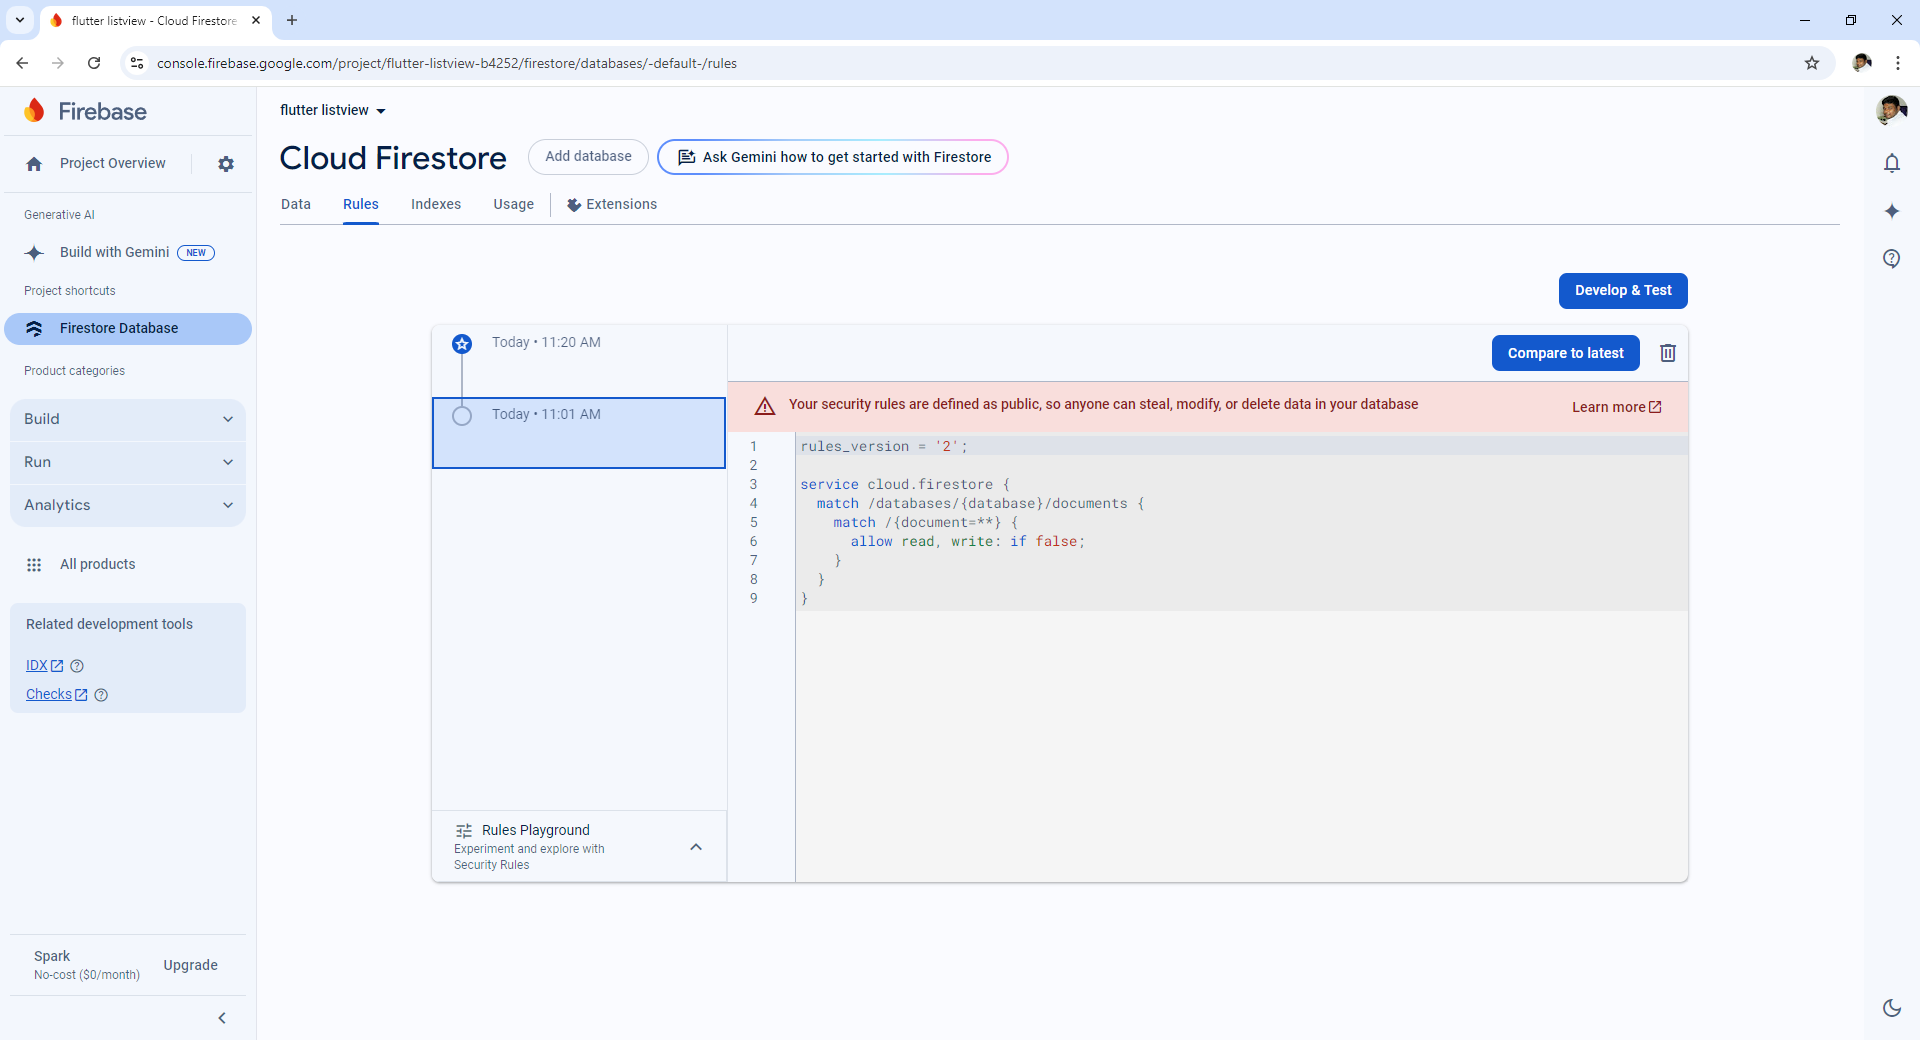 flutter listview - Cloud Firestore
console.firebase.google.com/project/flutter-listview-b4252/firestore/databases/-default-/rules
Firebase
Project Overview
Generative AI
Build with Gemini NEW
Project shortcuts
Firestore Database
Product categories
Build
Run
Analytics
All products
Related development tools
IDX
Checks
Spark
No-cost ($0/month)
Upgrade
flutter listview
Cloud Firestore
Add database
Ask Gemini how to get started with Firestore
Data Rules Indexes Usage Extensions
Develop & Test
Today • 11:20 AM
Today • 11:01 AM
Rules Playground
Experiment and explore with
Security Rules
Compare to latest
Your security rules are defined as public, so anyone can steal, modify, or delete data in your database
Learn more
1 rules_version = '2';
2
3 service cloud.firestore {
4 match /databases/{database}/documents {
5 match /{document=**} {
6 allow read, write: if false;
7 }
8 }
9 }